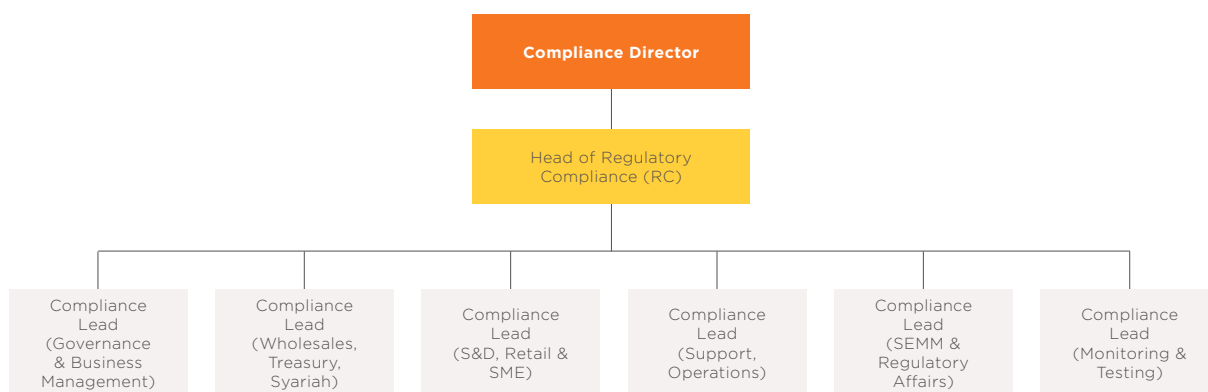 Compliance Director
Head of Regulatory
Compliance (RC)
Compliance
Lead
(Governance
& Business
Management)
Compliance
Lead
(Wholesales,
Treasury,
Syariah)
Compliance
Lead
(S&D, Retail &
SME)
Compliance
Lead
(Support,
Operations)
Compliance
Lead
(SEMM &
Regulatory
Affairs)
Compliance
Lead
(Monitoring &
Testing)